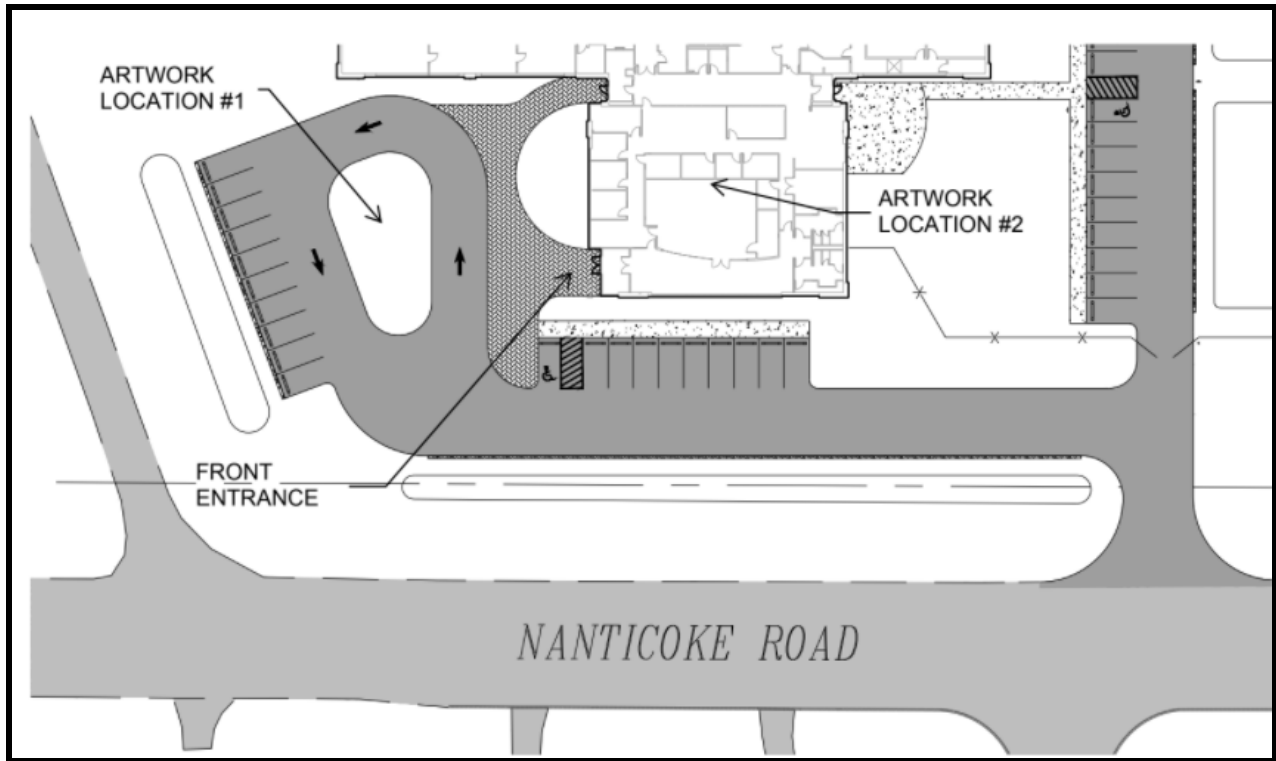 ARTWORK
LOCATION #1
ARTWORK
LOCATION #2
FRONT
ENTRANCE
NANTICOKE ROAD